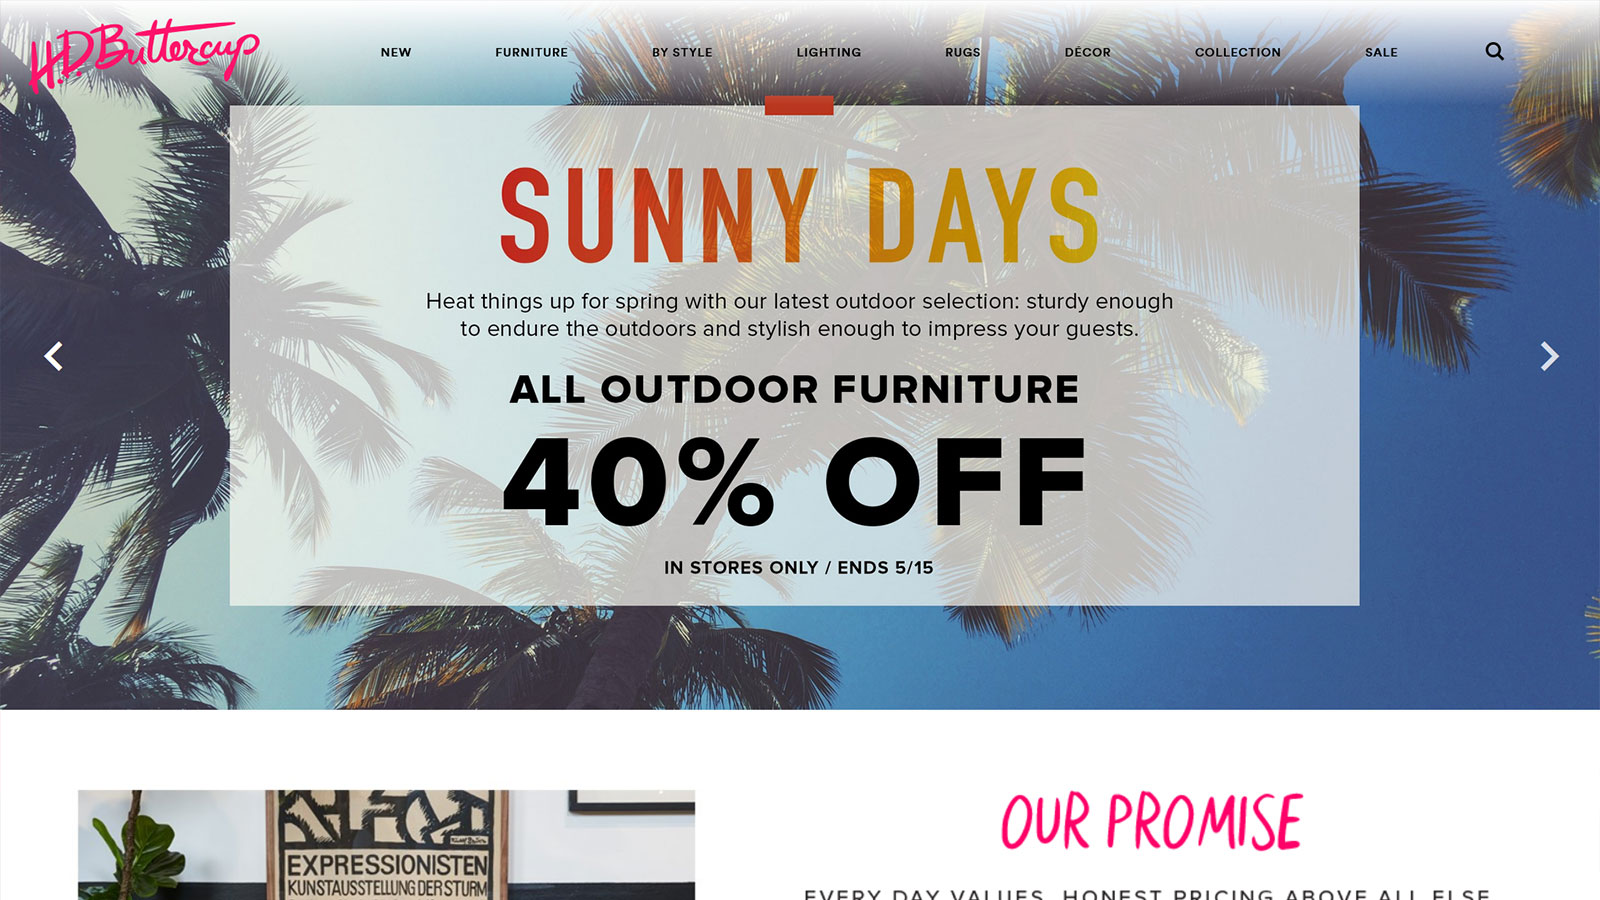 H.D. Buttercup
NEW FURNITURE BY STYLE LIGHTING RUGS DÉCOR COLLECTION SALE
SUNNY DAYS
Heat things up for spring with our latest outdoor selection: sturdy enough
to endure the outdoors and stylish enough to impress your guests.
ALL OUTDOOR FURNITURE
40% OFF
IN STORES ONLY / ENDS 5/15
EXPRESSIONISTEN
KUNSTAUSSTELLUNG DER STURM
OUR PROMISE
EVERY DAY VALUES. HONEST PRICING ABOVE ALL ELSE